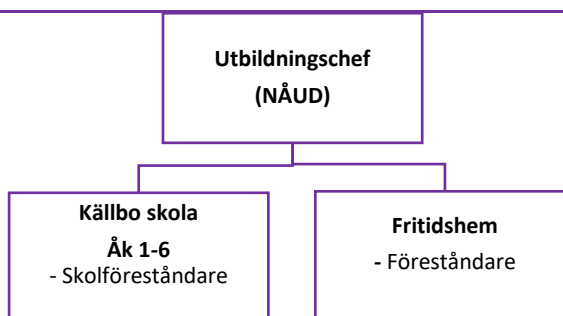 Utbildningschef
(NÅUD)
Källbo skola
Åk 1-6
- Skolföreståndare
Fritidshem
- Föreståndare